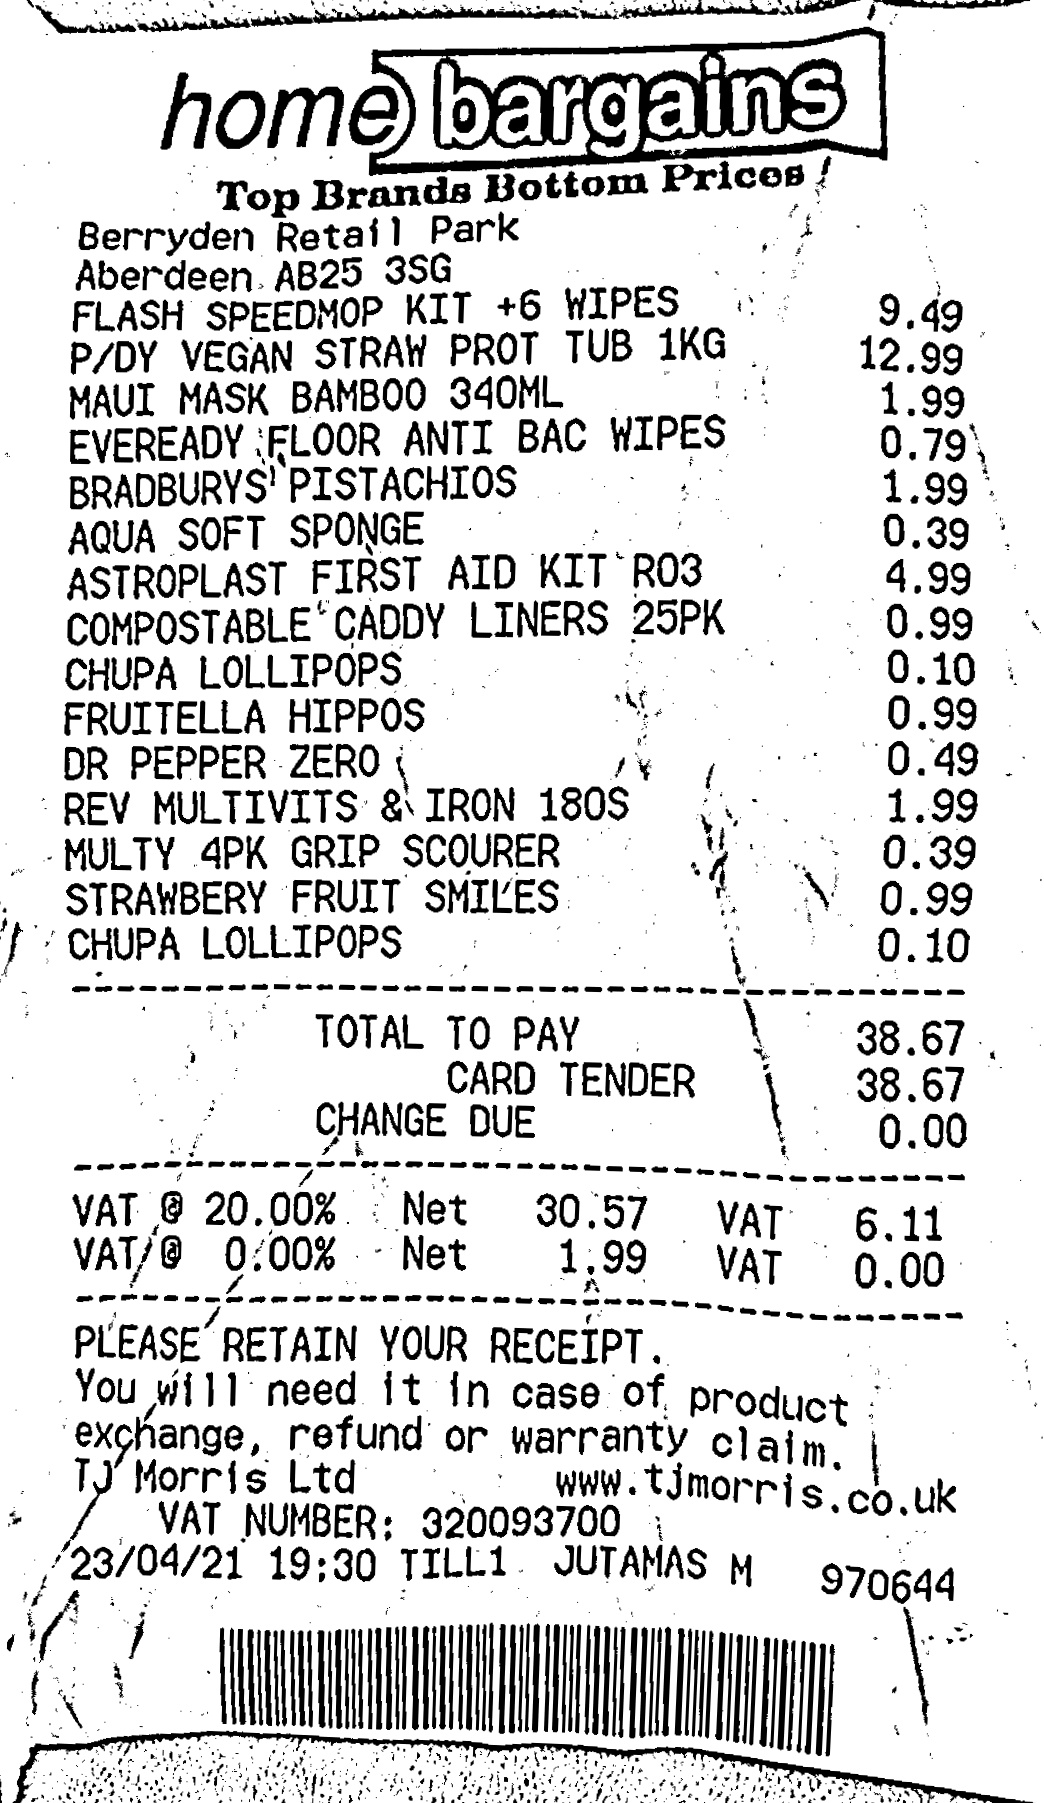 home bargains
Top Brands Bottom Prices
Berryden Retail Park
Aberdeen AB25 3SG
FLASH SPEEDMOP KIT +6 WIPES 9.49
P/DY VEGAN STRAW PROT TUB 1KG 12.99
MAUI MASK BAMBOO 340ML 1.99
EVEREADY FLOOR ANTI BAC WIPES 0.79
BRADBURYS PISTACHIOS 1.99
AQUA SOFT SPONGE 0.39
ASTROPLAST FIRST AID KIT R03 4.99
COMPOSTABLE CADDY LINERS 25PK 0.99
CHUPA LOLLIPOPS 0.10
FRUITELLA HIPPOS 0.99
DR PEPPER ZERO 0.49
REV MULTIVITS & IRON 180S 1.99
MULTY 4PK GRIP SCOURER 0.39
STRAWBERY FRUIT SMILES 0.99
CHUPA LOLLIPOPS 0.10
TOTAL TO PAY 38.67
CARD TENDER 38.67
CHANGE DUE 0.00
VAT @ 20.00% Net 30.57 VAT 6.11
VAT @ 0.00% Net 1.99 VAT 0.00
PLEASE RETAIN YOUR RECEIPT.
You will need it in case of product
exchange, refund or warranty claim.
TJ Morris Ltd www.tjmorris.co.uk
VAT NUMBER: 320093700
23/04/21 19:30 TILL1 JUTAMAS M 970644